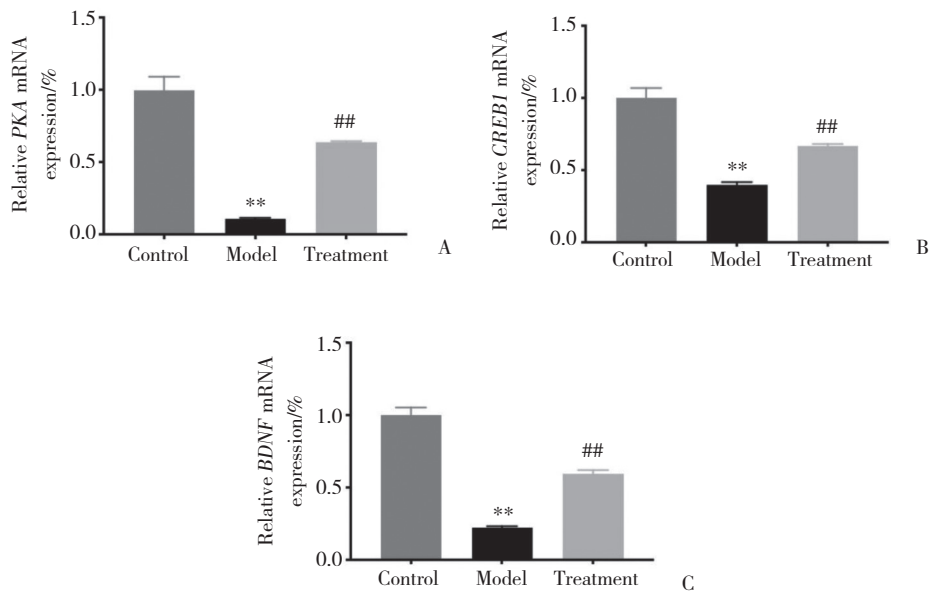 Relative PKA mRNA
expression/%
1.5
1.0
0.5
0.0
**
##
Control Model Treatment
A
Relative CREB1 mRNA
expression/%
1.5
1.0
0.5
0.0
**
##
Control Model Treatment
B
Relative BDNF mRNA
expression/%
1.5
1.0
0.5
0.0
**
##
Control Model Treatment
C